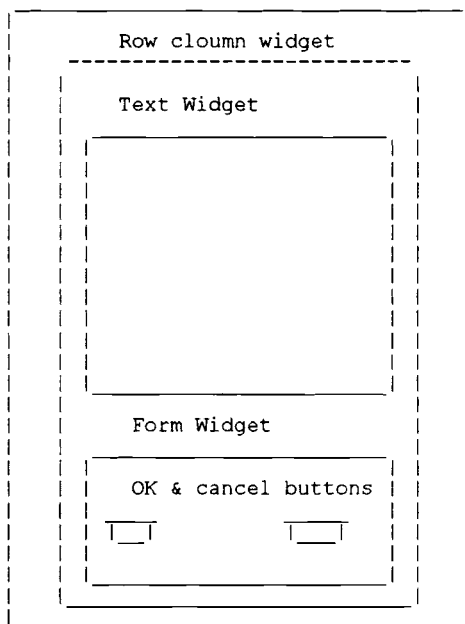 Row cloumn widget
Text Widget
Form Widget
OK & cancel buttons